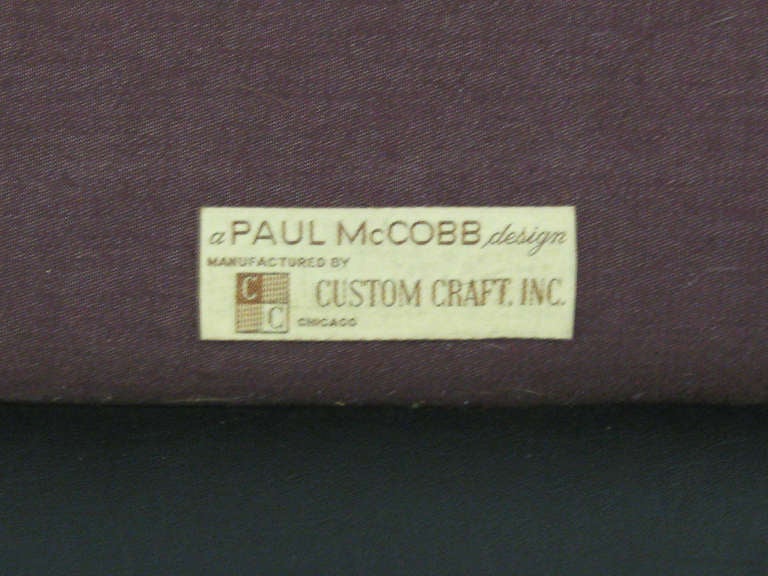 a PAUL McCOBB design
MANUFACTURED BY
C
CUSTOM CRAFT, INC.
C
CHICAGO